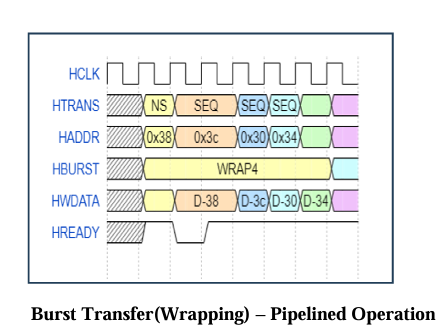 HCLK
HTRANS NS SEQ SEQ SEQ
HADDR 0x38 0x3c 0x30 0x34
HBURST WRAP4
HWDATA D-38 D-3c D-30 D-34
HREADY
Burst Transfer(Wrapping) – Pipelined Operation